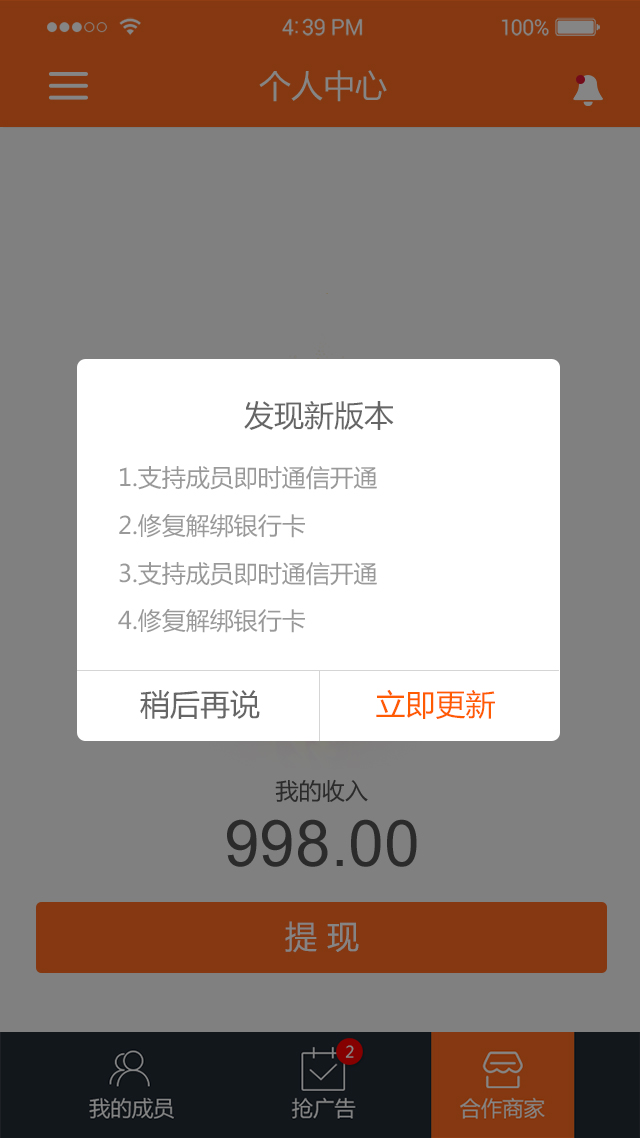 4:39 PM
100%
个人中心
发现新版本
1.支持成员即时通信开通
2.修复解绑银行卡
3.支持成员即时通信开通
4.修复解绑银行卡
稍后再说
立即更新
我的收入
998.00
提 现
2
我的成员
抢广告
合作商家